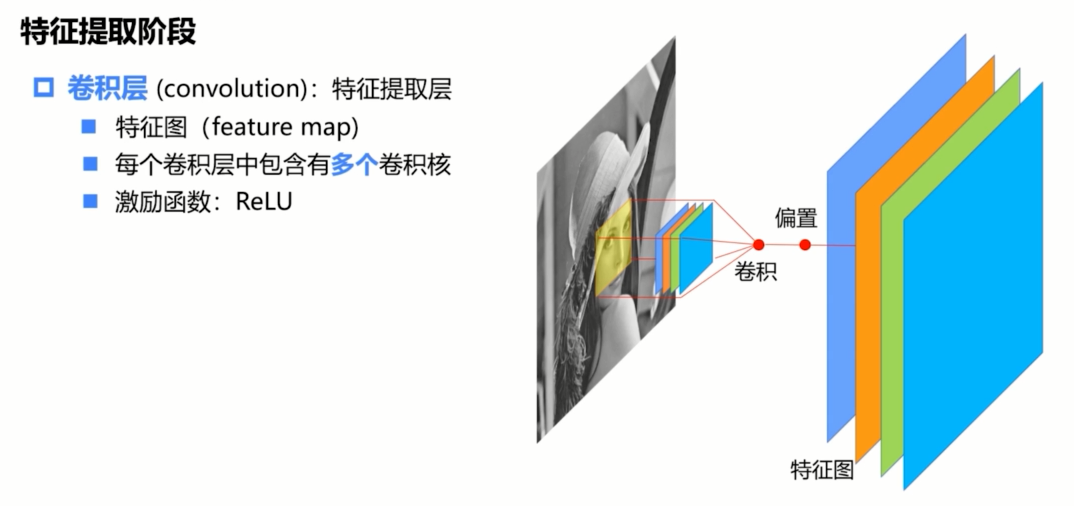 特征提取阶段
卷积层 (convolution)：特征提取层
特征图（feature map)
每个卷积层中包含有多个卷积核
激励函数：ReLU
偏置
卷积
特征图